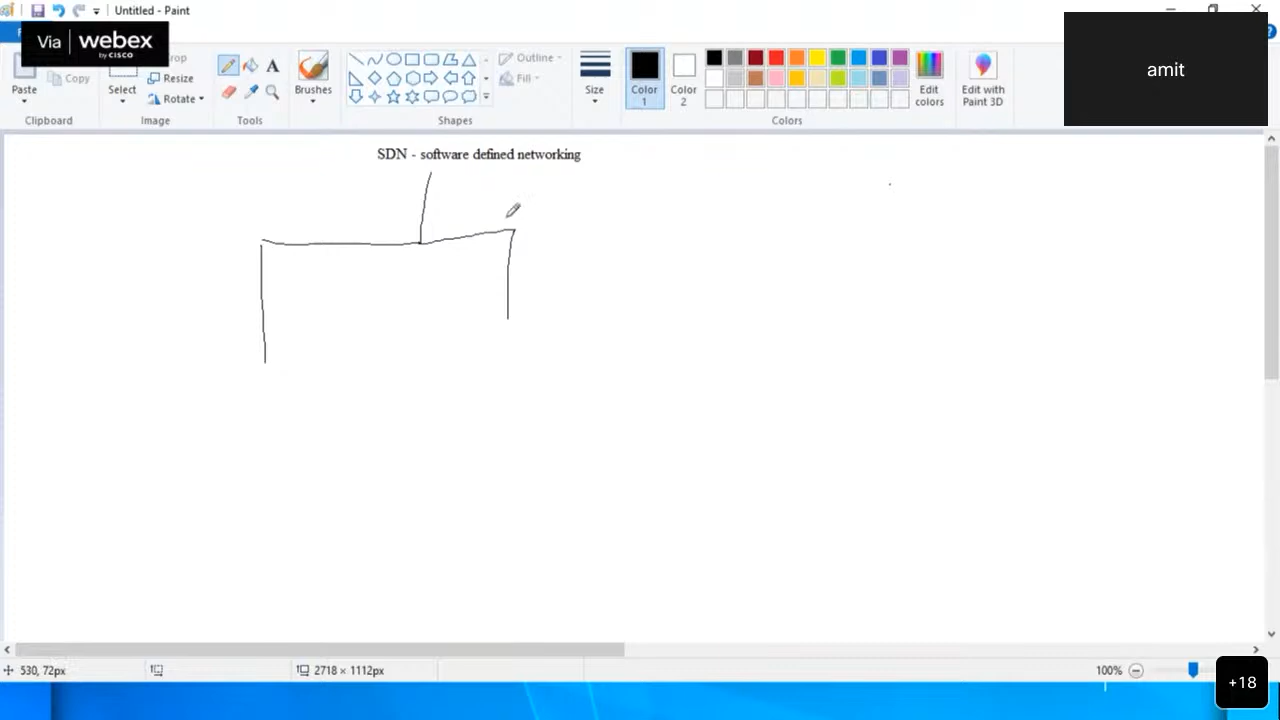 Untitled - Paint
Via webex
by CISCO
amit
Paste
Copy
Select
Resize
Rotate
Brushes
Outline
Fill
Size
Color
1
Color
2
Edit
colors
Edit with
Paint 3D
Clipboard
Image
Tools
Shapes
Colors
SDN - software defined networking
530, 72px
2718 × 1112px
100%
+18